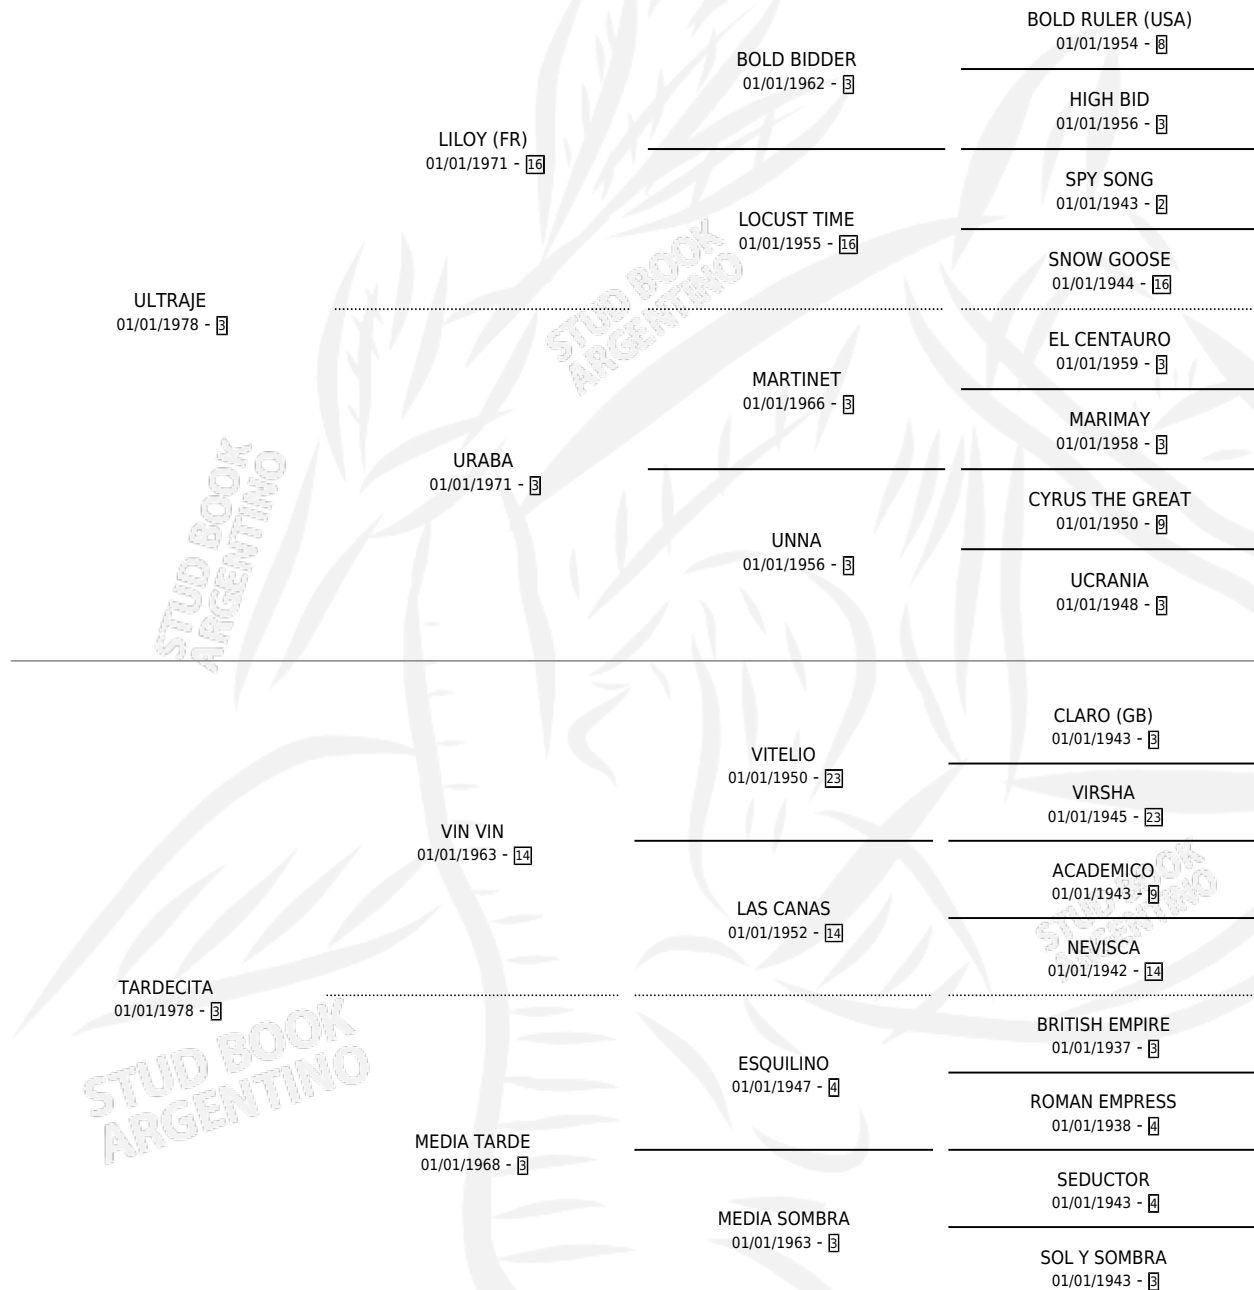 BOLD RULER (USA)
01/01/1954 - 8
BOLD BIDDER
01/01/1962 - 3
HIGH BID
01/01/1956 - 3
LILOY (FR)
01/01/1971 - 16
SPY SONG
01/01/1943 - 2
LOCUST TIME
01/01/1955 - 16
SNOW GOOSE
01/01/1944 - 16
ULTRAJE
01/01/1978 - 3
EL CENTAURO
01/01/1959 - 3
MARTINET
01/01/1966 - 3
MARIMAY
01/01/1958 - 3
URABA
01/01/1971 - 3
CYRUS THE GREAT
01/01/1950 - 9
UNNA
01/01/1956 - 3
UCRANIA
01/01/1948 - 3
CLARO (GB)
01/01/1943 - 3
VITELIO
01/01/1950 - 23
VIRSHA
01/01/1945 - 23
VIN VIN
01/01/1963 - 14
ACADEMICO
01/01/1943 - 9
LAS CANAS
01/01/1952 - 14
NEVISCA
01/01/1942 - 14
TARDECITA
01/01/1978 - 3
BRITISH EMPIRE
01/01/1937 - 3
ESQUILINO
01/01/1947 - 4
ROMAN EMPRESS
01/01/1938 - 4
MEDIA TARDE
01/01/1968 - 3
SEDUCTOR
01/01/1943 - 4
MEDIA SOMBRA
01/01/1963 - 3
SOL Y SOMBRA
01/01/1943 - 3
STUD BOOK
ARGENTINO
STUD BOOK
ARGENTINO
STUD BOOK
ARGENTINO
STUD BOOK
ARGENTINO